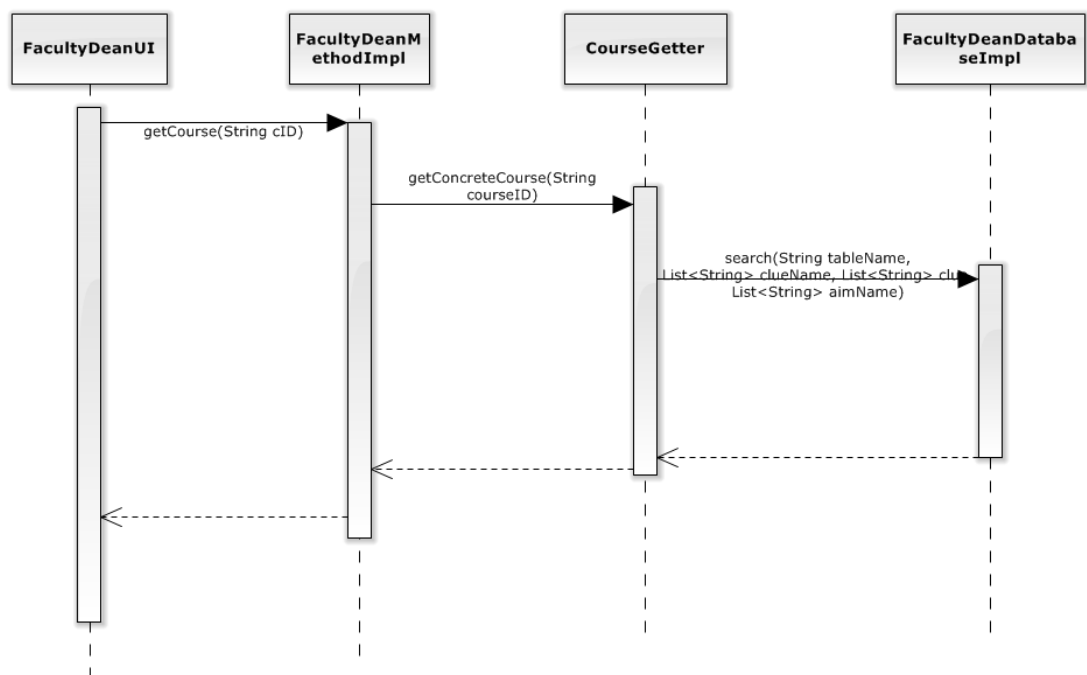 FacultyDeanUI
FacultyDeanM
ethodImpl
CourseGetter
FacultyDeanDataba
seImpl
getCourse(String cID)
getConcreteCourse(String
courseID)
search(String tableName,
List<String> clueName, List<String>
List<String> aimName)